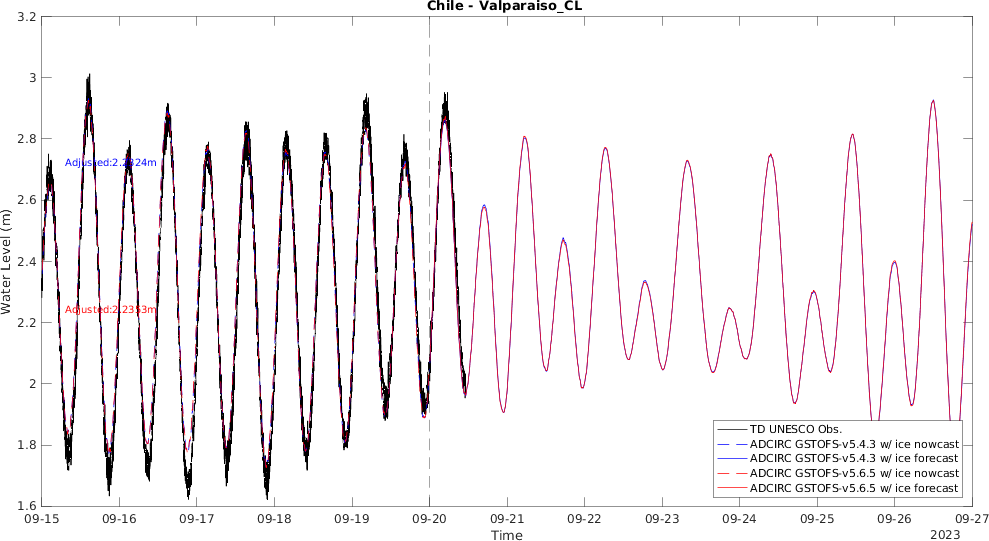 Chile - Valparaiso_CL
3.2
3
2.8
2.6
2.4
2.2
2
1.8
1.6
Water Level (m)
Adjusted:2.2324m
Adjusted:2.2353m
TD UNESCO Obs.
ADCIRC GSTOFS-v5.4.3 w/ ice nowcast
ADCIRC GSTOFS-v5.4.3 w/ ice forecast
ADCIRC GSTOFS-v5.6.5 w/ ice nowcast
ADCIRC GSTOFS-v5.6.5 w/ ice forecast
09-15 09-16 09-17 09-18 09-19 09-20 09-21 09-22 09-23 09-24 09-25 09-26 09-27
Time
2023